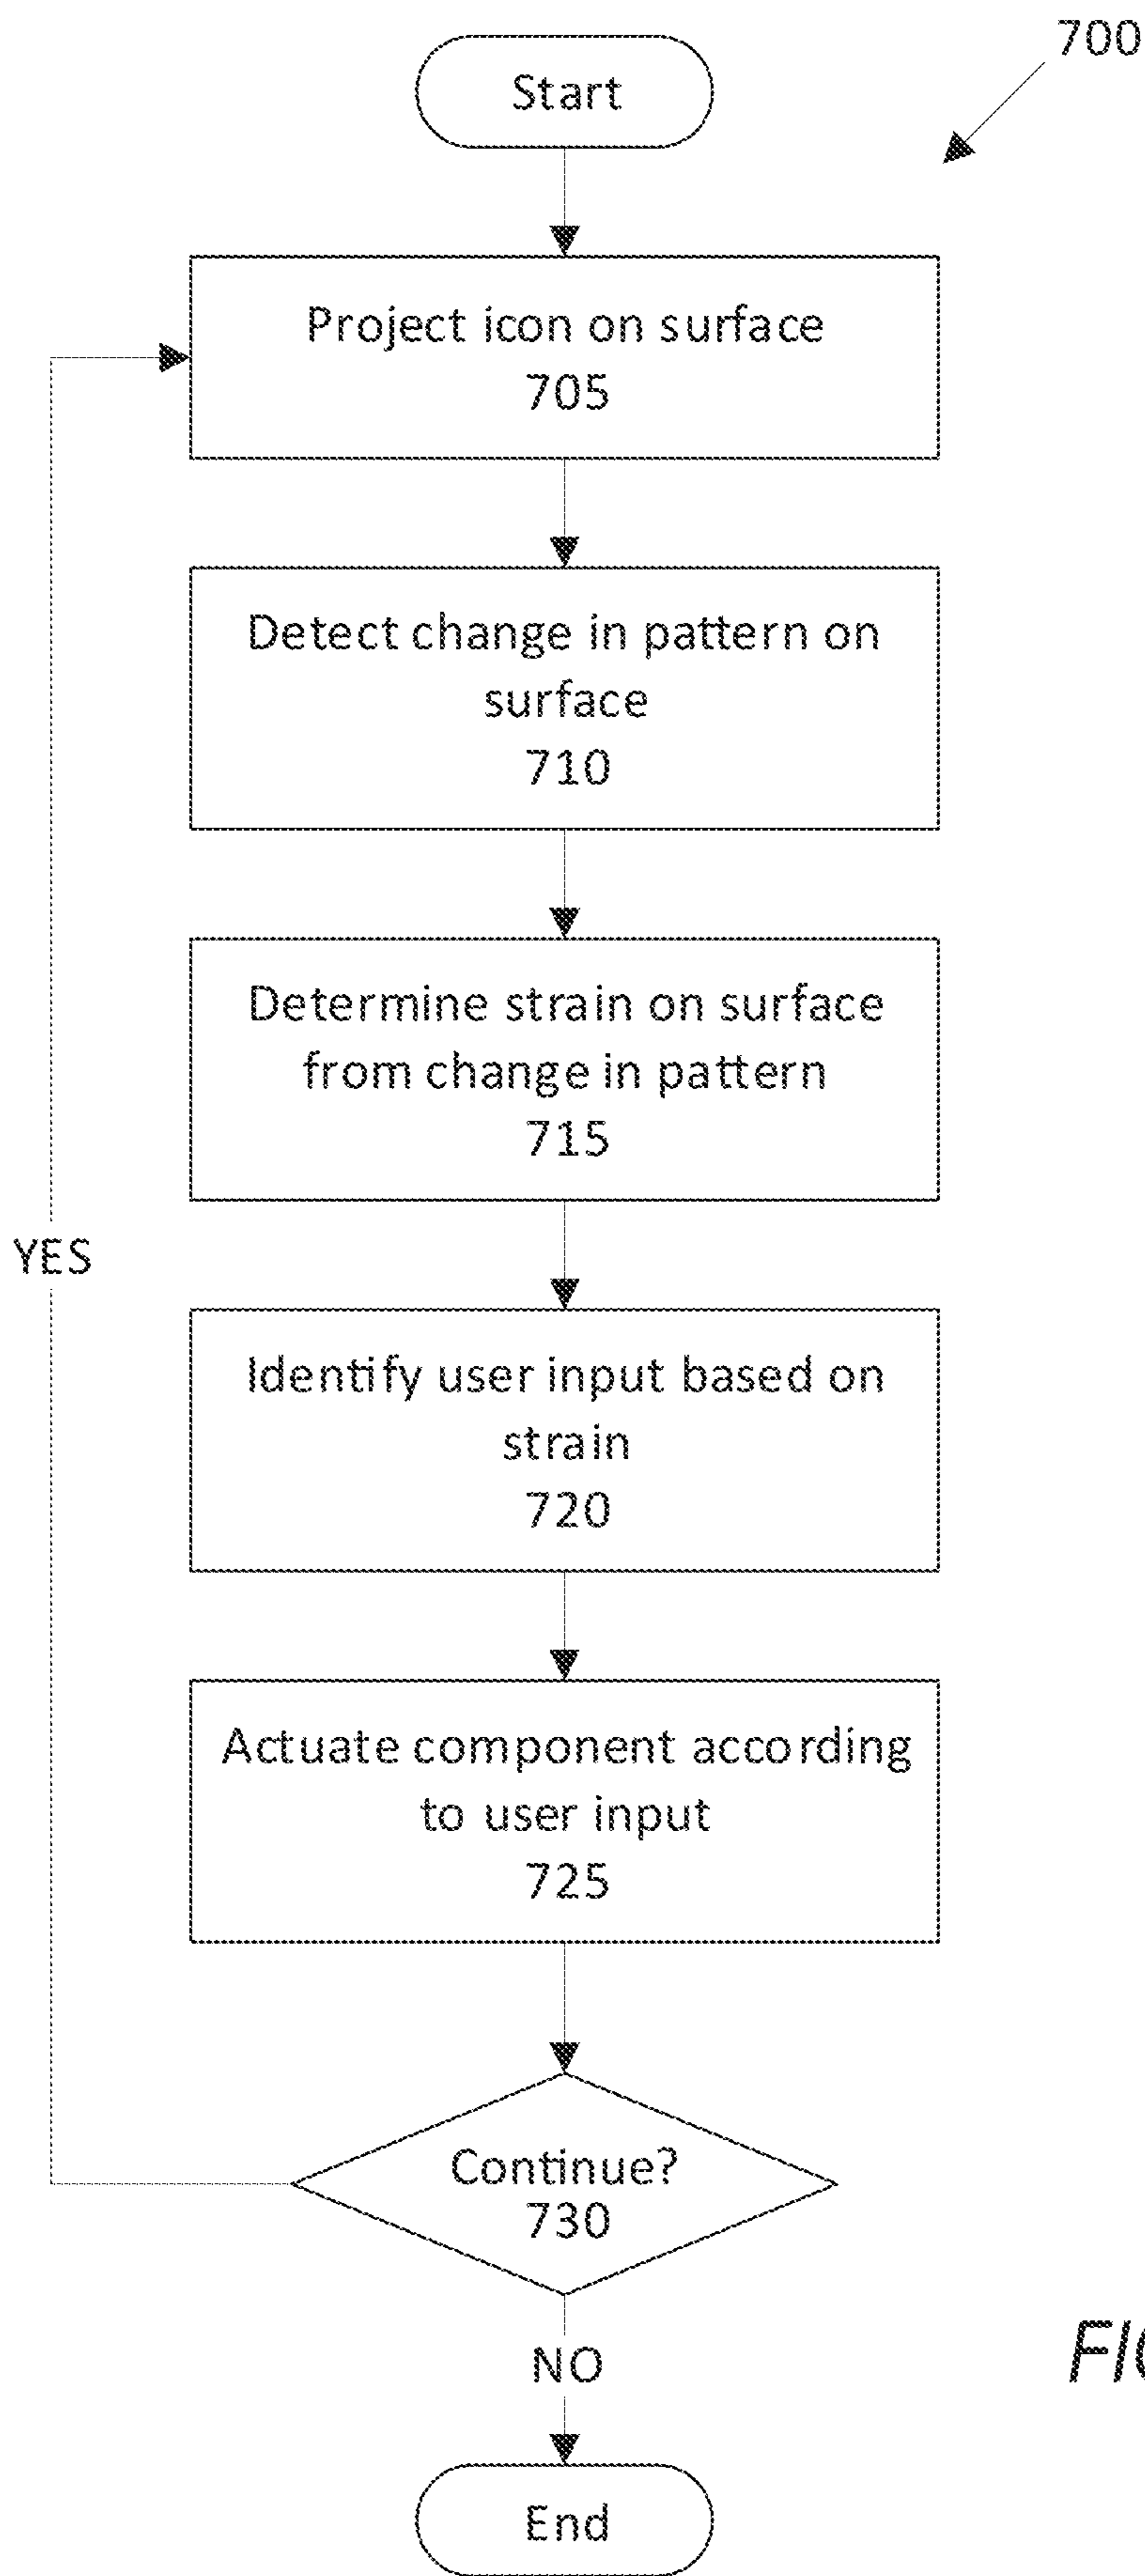 700
Start
Project icon on surface
705
Detect change in pattern on
surface
710
Determine strain on surface
from change in pattern
715
YES
Identify user input based on
strain
720
Actuate component according
to user input
725
Continue?
730
NO
End